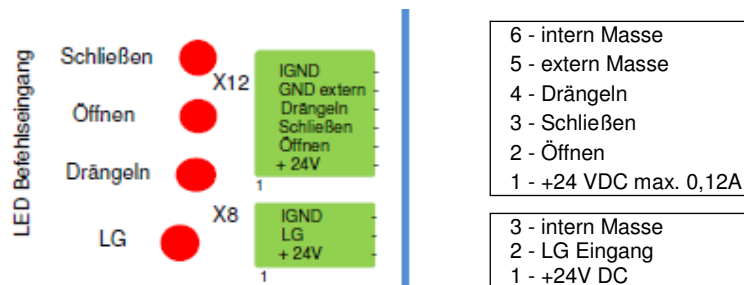 LED Befehlseingang
Schließen
Öffnen
Drängeln
LG
X12
IGND
GND extern
Drängeln
Schließen
Öffnen
+ 24V
1
X8
IGND
LG
+ 24V
1
6 - intern Masse
5 - extern Masse
4 - Drängeln
3 - Schließen
2 - Öffnen
1 - +24 VDC max. 0,12A
3 - intern Masse
2 - LG Eingang
1 - +24V DC